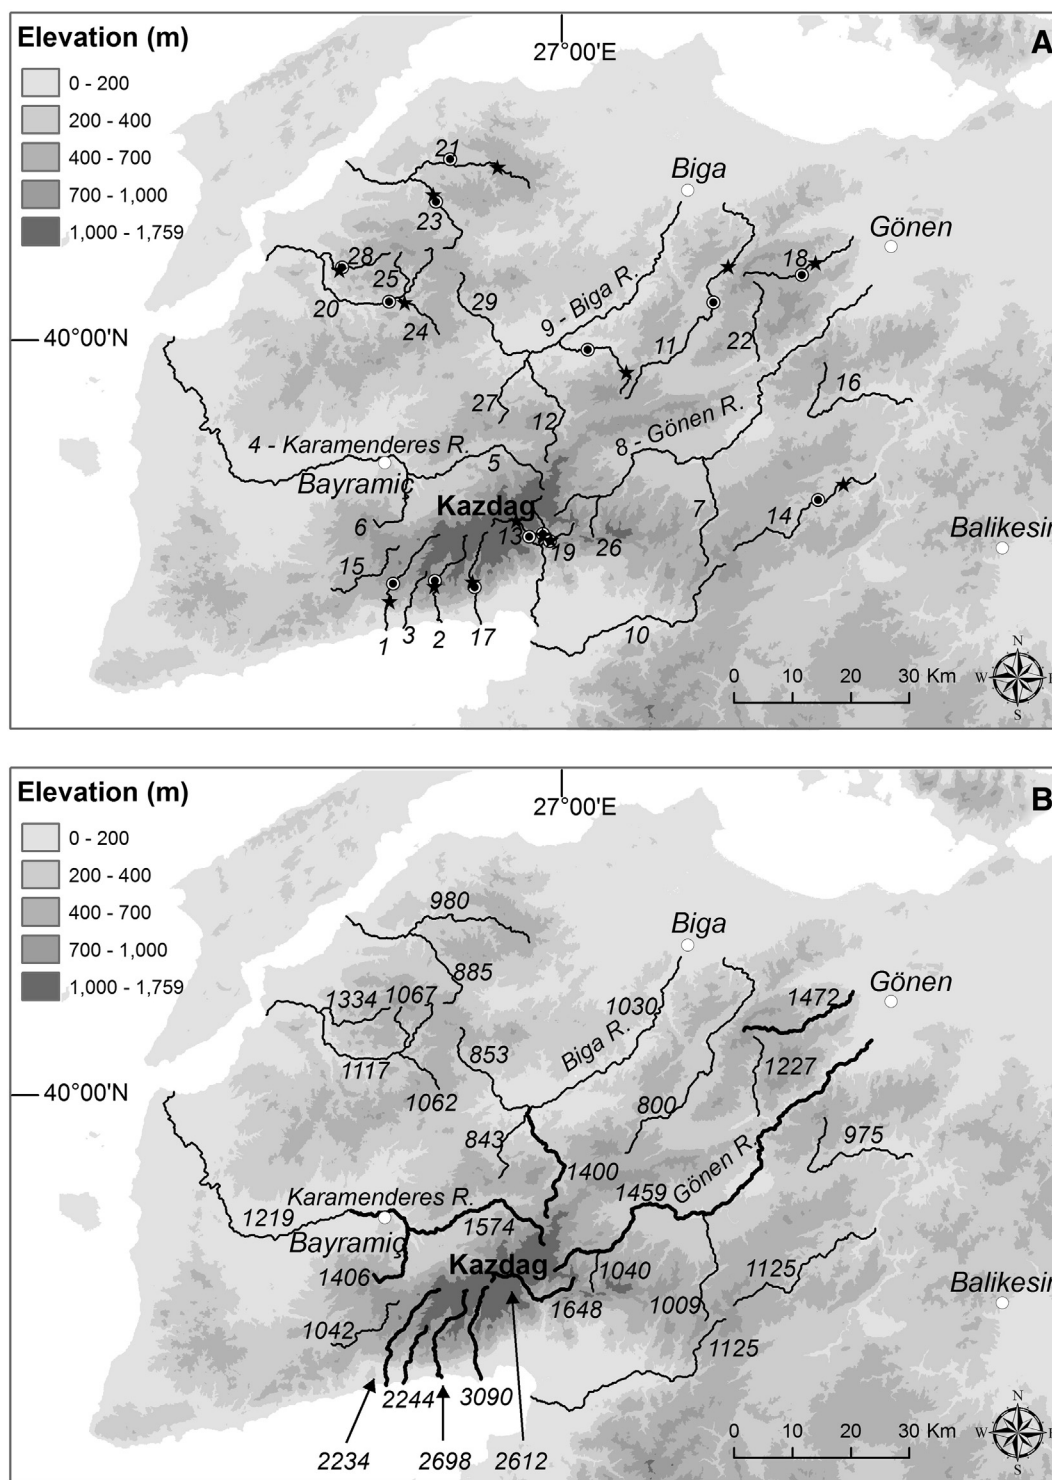 Elevation (m)
0 - 200
200 - 400
400 - 700
700 - 1,000
1,000 - 1,759
27°00'E
A
21
Biga
23
Gönen
28
18
25
20
29
9 - Biga R.
24
40°00'N
11
22
16
27
12
8 - Gönen R.
4 - Karamenderes R.
5
Bayramiç
Kazdag
7
6
13
14
19
26
Balikesir
15
1
3
2
17
10
0 10 20 30 Km
N
W
E
S
Elevation (m)
0 - 200
200 - 400
400 - 700
700 - 1,000
1,000 - 1,759
27°00'E
B
980
Biga
885
Gönen
1334
1067
1030
1472
Biga R.
853
1117
1227
40°00'N
1062
800
843
975
1400
Gönen R.
1459
Karamenderes R.
1219
1574
Bayramiç
Kazdag
1406
1040
1125
Balikesir
1648
1009
1042
1125
2244
3090
2234
2698
2612
0 10 20 30 Km
N
W
E
S